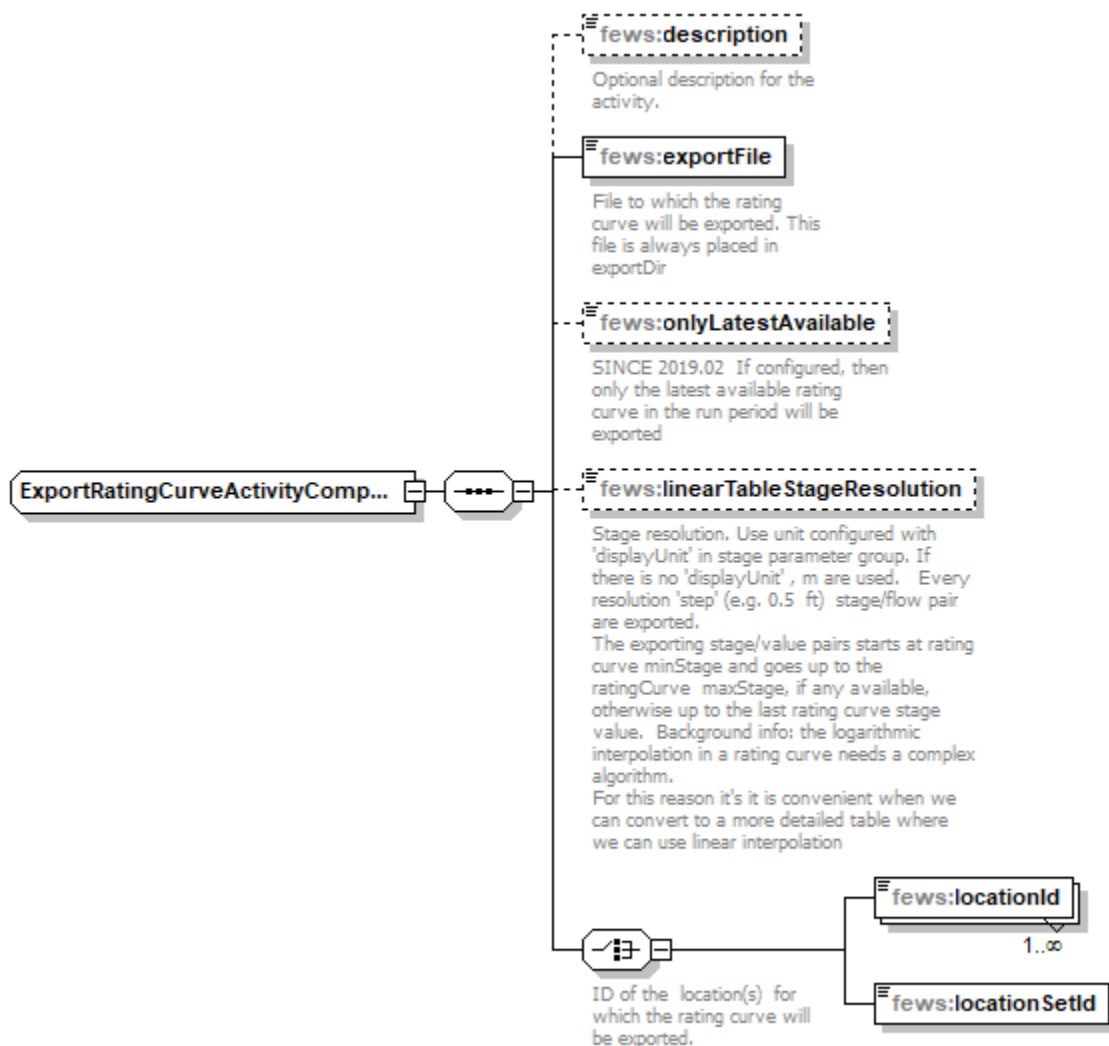 fews:description
Optional description for the
activity.
fews:exportFile
File to which the rating
curve will be exported. This
file is always placed in
exportDir
fews:onlyLatestAvailable
SINCE 2019.02  If configured, then
only the latest available rating
curve in the run period will be
exported
ExportRatingCurveActivityComp...
fews:linearTableStageResolution
Stage resolution. Use unit configured with
'displayUnit' in stage parameter group. If
there is no 'displayUnit' , m are used.   Every
resolution 'step' (e.g. 0.5  ft)  stage/flow pair
are exported.
The exporting stage/value pairs starts at rating
curve minStage and goes up to the
ratingCurve  maxStage, if any available,
otherwise up to the last rating curve stage
value.  Background info: the logarithmic
interpolation in a rating curve needs a complex
algorithm.
For this reason it's it is convenient when we
can convert to a more detailed table where
we can use linear interpolation
fews:locationId
1..∞
ID of the  location(s)  for
which the rating curve will
be exported.
fews:locationSetId